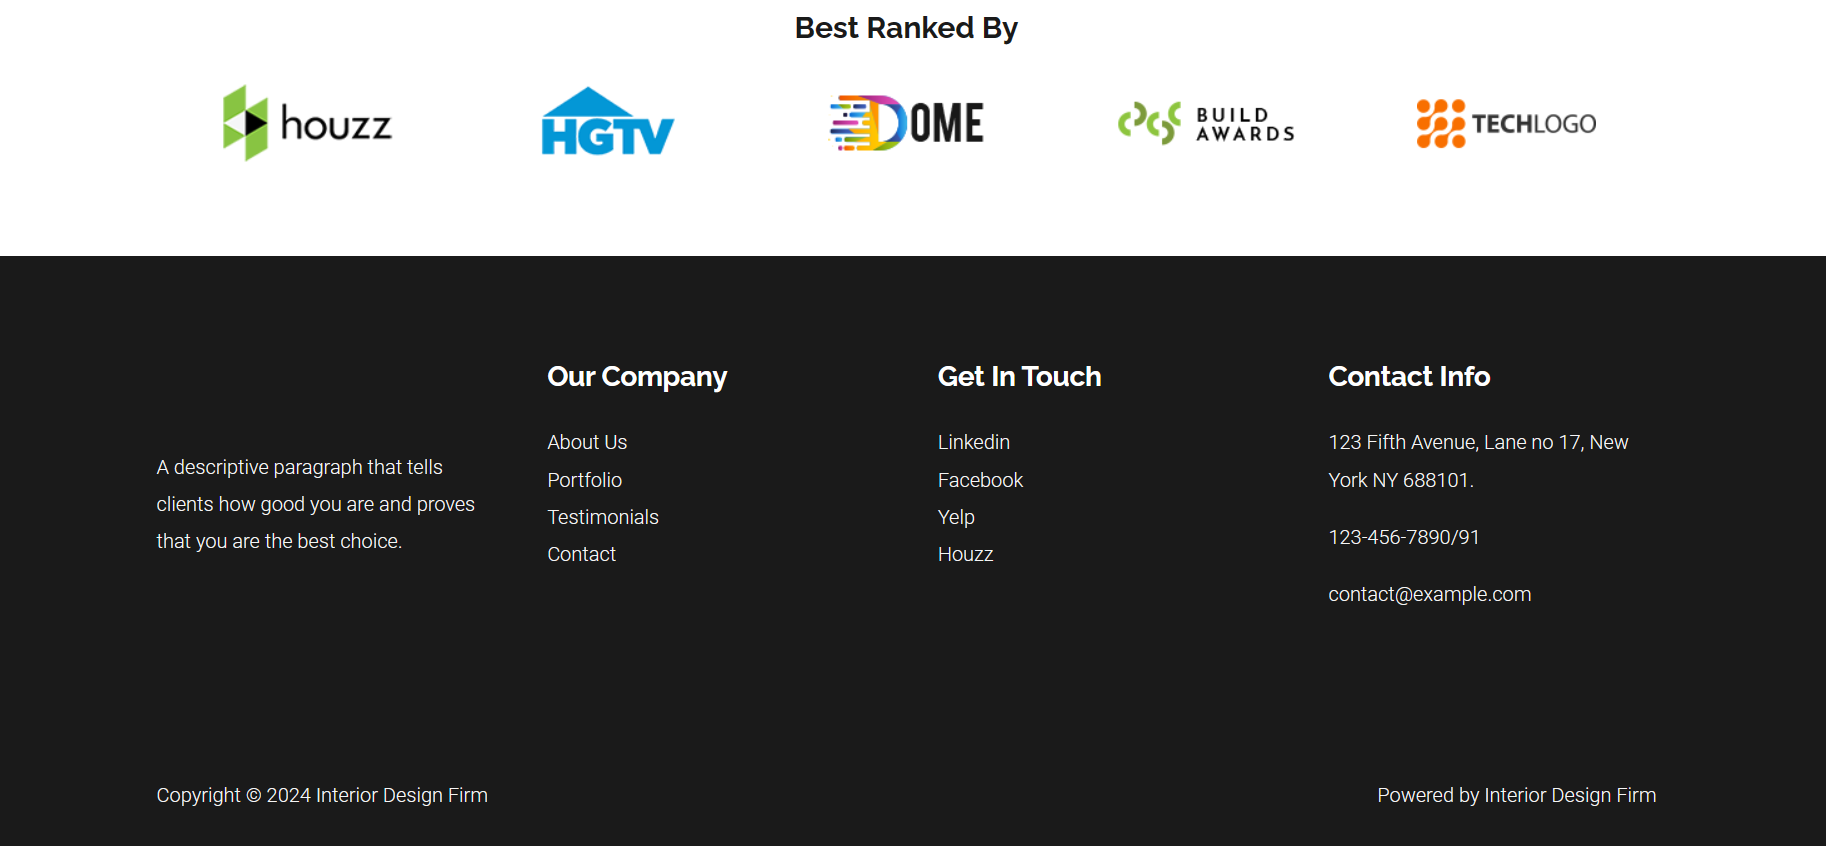 Best Ranked By
houzz
HGTV
DOME
BUILD
AWARDS
TECHLOGO
A descriptive paragraph that tells
clients how good you are and proves
that you are the best choice.
Our Company
About Us
Portfolio
Testimonials
Contact
Get In Touch
Linkedin
Facebook
Yelp
Houzz
Contact Info
123 Fifth Avenue, Lane no 17, New
York NY 688101.
123-456-7890/91
contact@example.com
Copyright © 2024 Interior Design Firm
Powered by Interior Design Firm